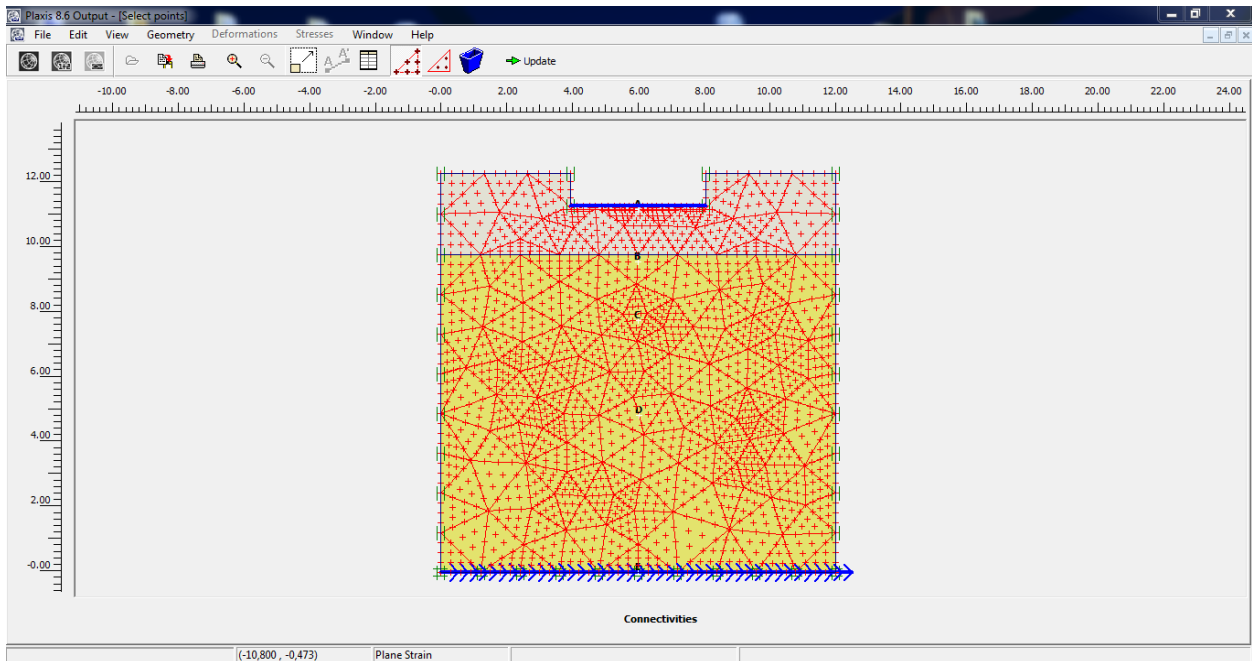 Plaxis 8.6 Output - [Select points]
File Edit View Geometry Deformations Stresses Window Help
Update
-10.00 -8.00 -6.00 -4.00 -2.00 -0.00 2.00 4.00 6.00 8.00 10.00 12.00 14.00 16.00 18.00 20.00 22.00 24.00
12.00
A
10.00
B
8.00
C
6.00
D
4.00
2.00
-0.00
Connectivities
(-10,800 , -0,473) Plane Strain